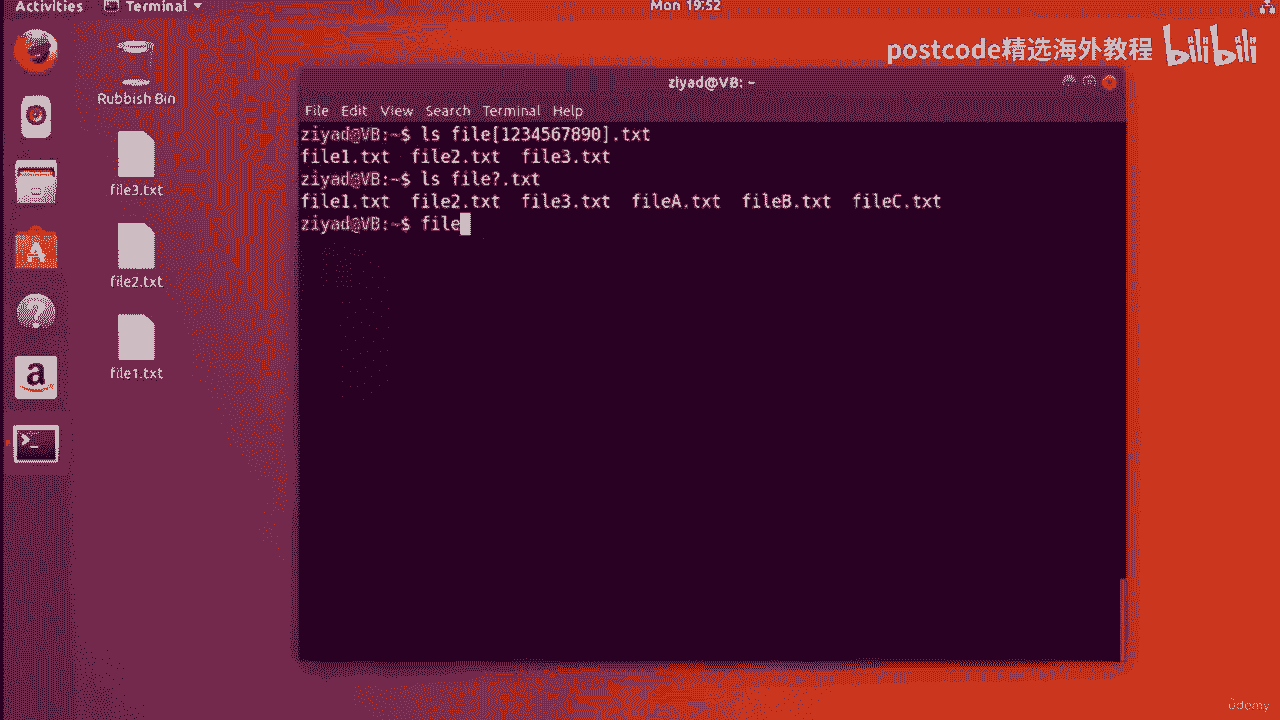 Activities Terminal Mon 19:52
postcode精选海外教程 bilibili
Rubbish Bin
file3.txt
file2.txt
file1.txt
ziyad@VB: ~
File Edit View Search Terminal Help
ziyad@VB:~$ ls file[1234567890].txt
file1.txt file2.txt file3.txt
ziyad@VB:~$ ls file?.txt
file1.txt file2.txt file3.txt fileA.txt fileB.txt fileC.txt
ziyad@VB:~$ file
ûdemy